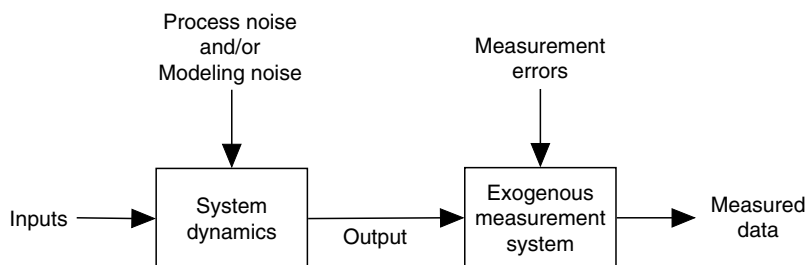 Process noise
and/or
Modeling noise
Measurement
errors
Inputs
System
dynamics
Output
Exogenous
measurement
system
Measured
data